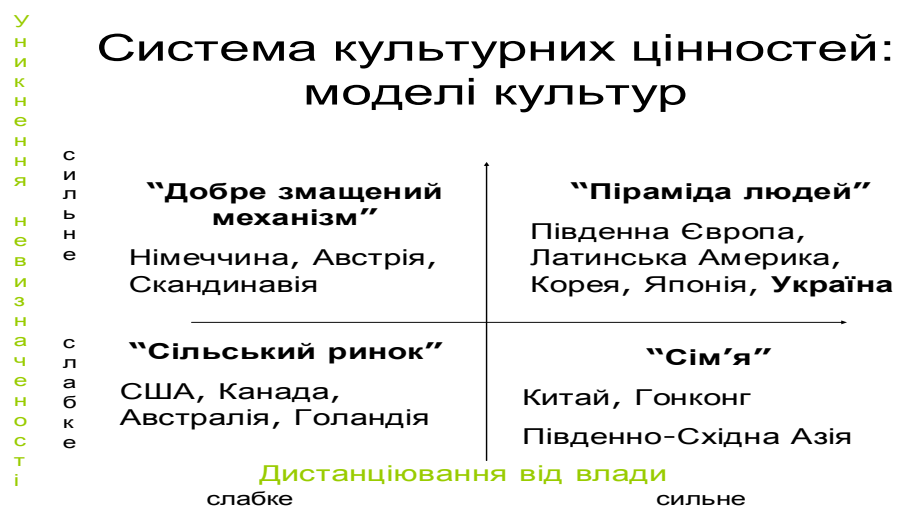 Система культурних цінностей:
моделі культур
Уникнення невизначеності
сильне
“Добре змащений
механізм”
Німеччина, Австрія,
Скандинавія
“Піраміда людей”
Південна Європа,
Латинська Америка,
Корея, Японія, Україна
слабке
“Сільський ринок”
США, Канада,
Австралія, Голандія
“Сім’я”
Китай, Гонконг
Південно-Східна Азія
Дистанціювання від влади
слабке
сильне